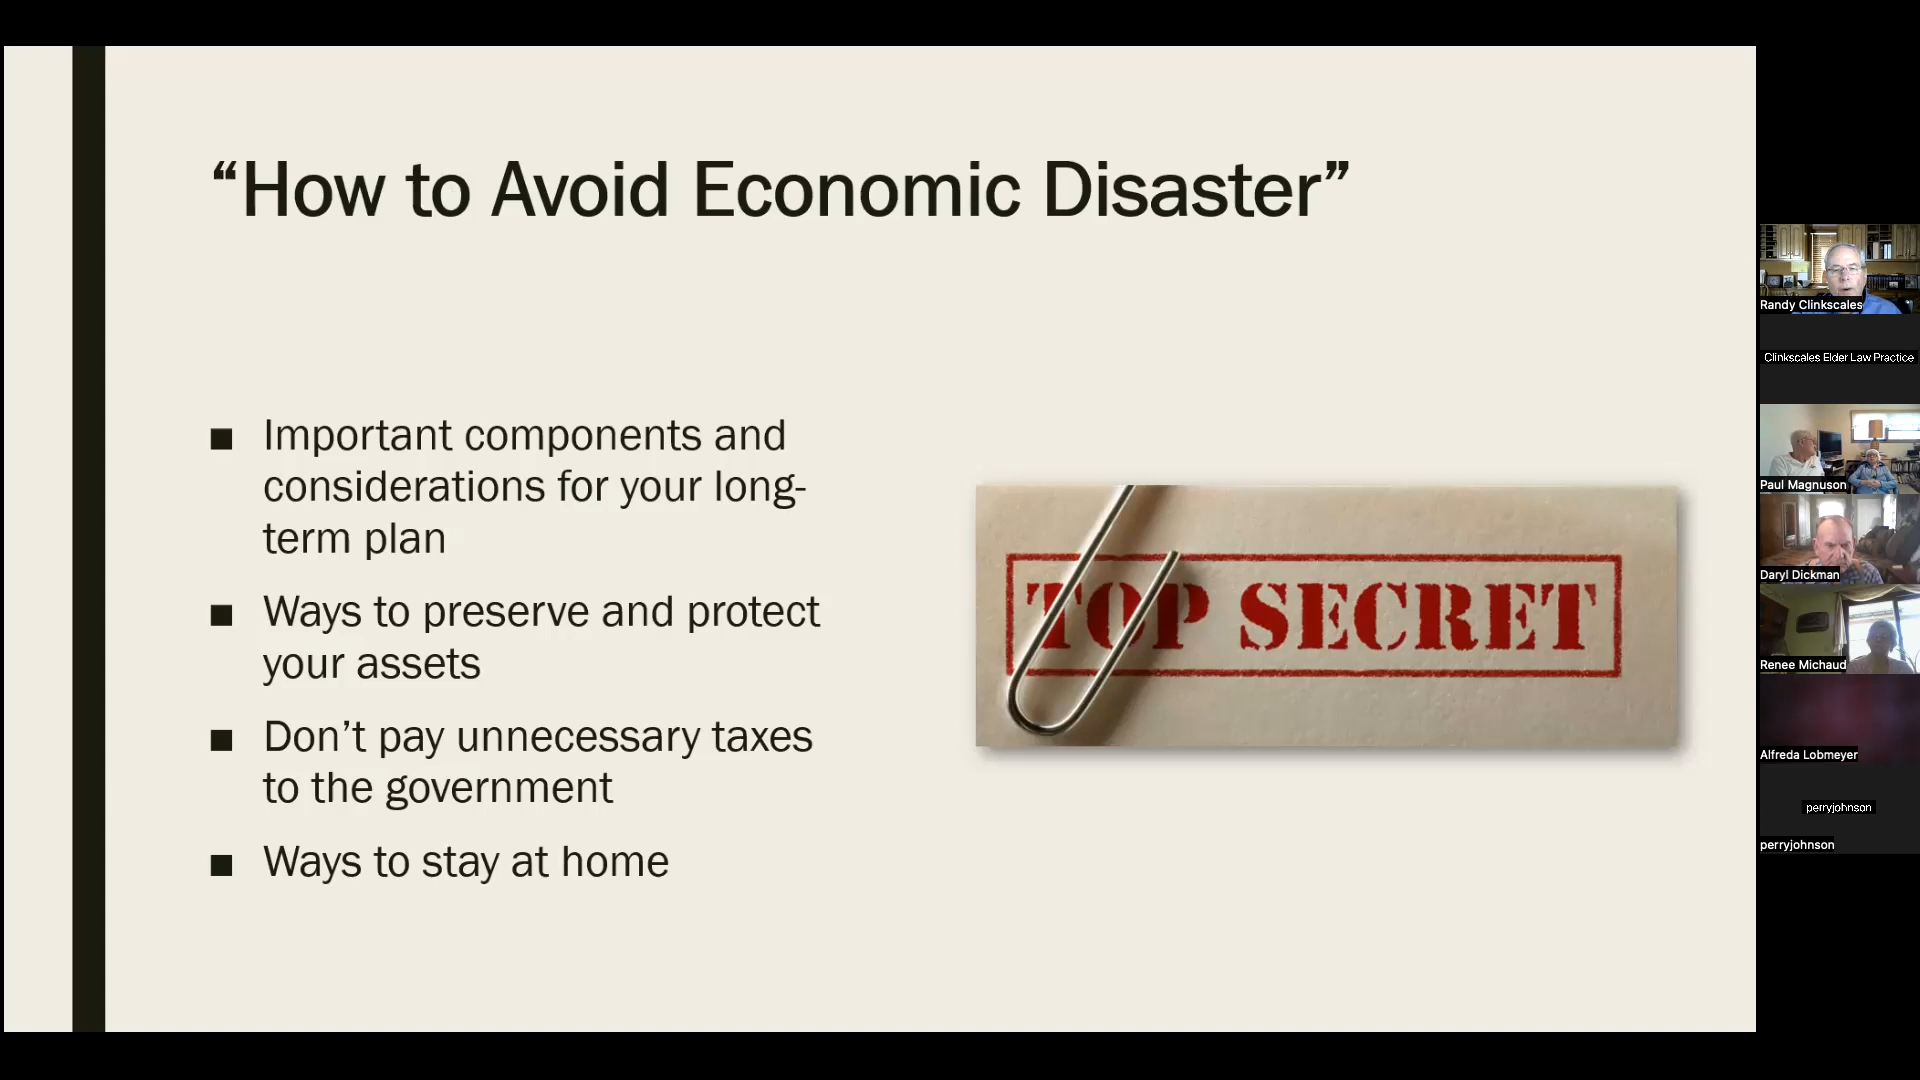 “How to Avoid Economic Disaster”
■ Important components and
considerations for your long-
term plan
■ Ways to preserve and protect
your assets
■ Don’t pay unnecessary taxes
to the government
■ Ways to stay at home
TOP SECRET
Randy Clinkscales
Clinkscales Elder Law Practice
Paul Magnuson
Daryl Dickman
Renee Michaud
Alfreda Lobmeyer
perryjohnson
perryjohnson